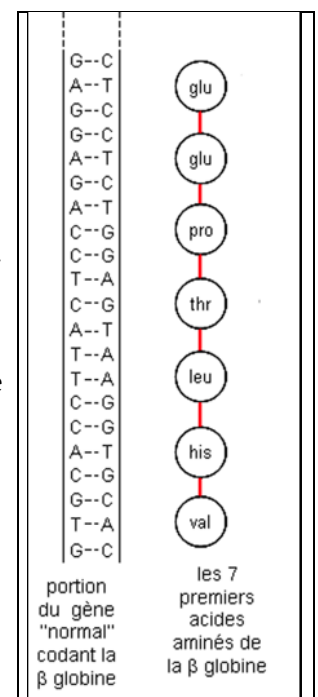 G--C
A--T
G--C
G--C
A--T
G--C
A--T
C--G
C--G
T--A
C--G
A--T
T--A
T--A
C--G
C--G
A--T
C--G
G--C
T--A
G--C
portion
du gène
"normal"
codant la
β globine
glu
glu
pro
thr
leu
his
val
les 7
premiers
acides
aminés de
la β globine